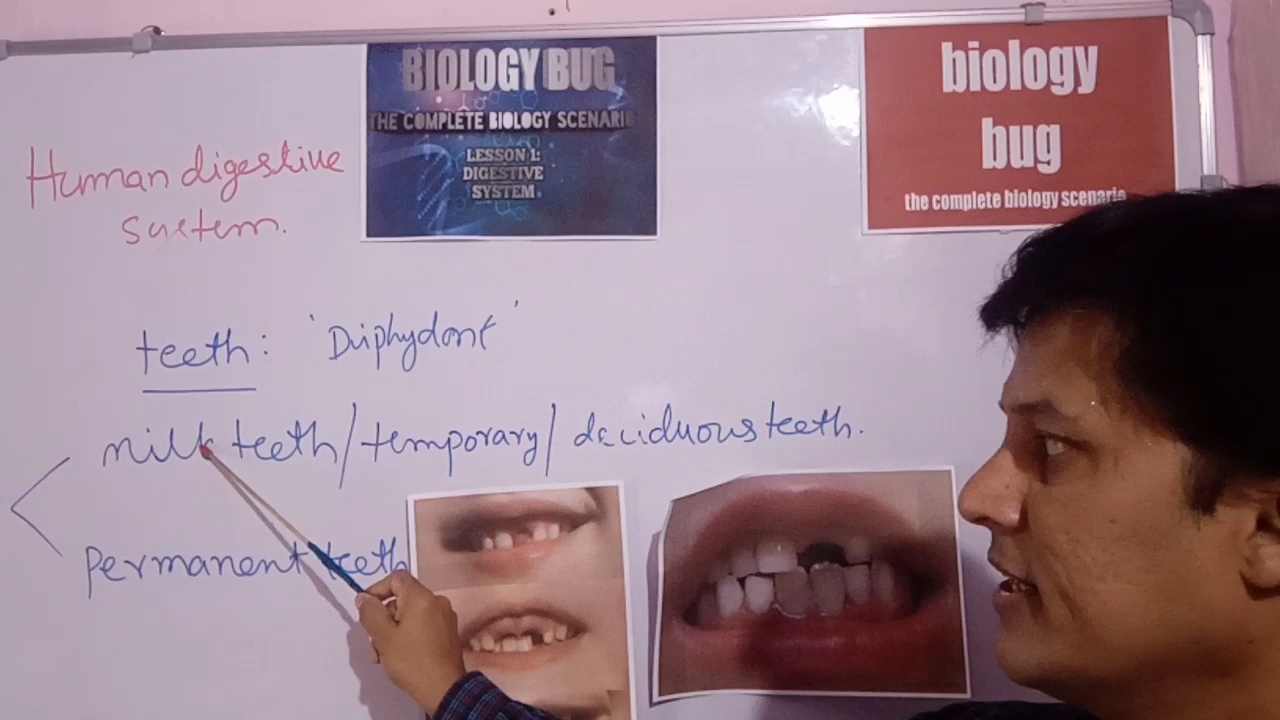 BIOLOGY BUG
THE COMPLETE BIOLOGY SCENARIO
LESSON 1:
DIGESTIVE
SYSTEM
biology
bug
the complete biology scenario
Human digestive
system.
teeth: 'Diphydont'
milk teeth/temporary/deciduous teeth.
Permanent teeth